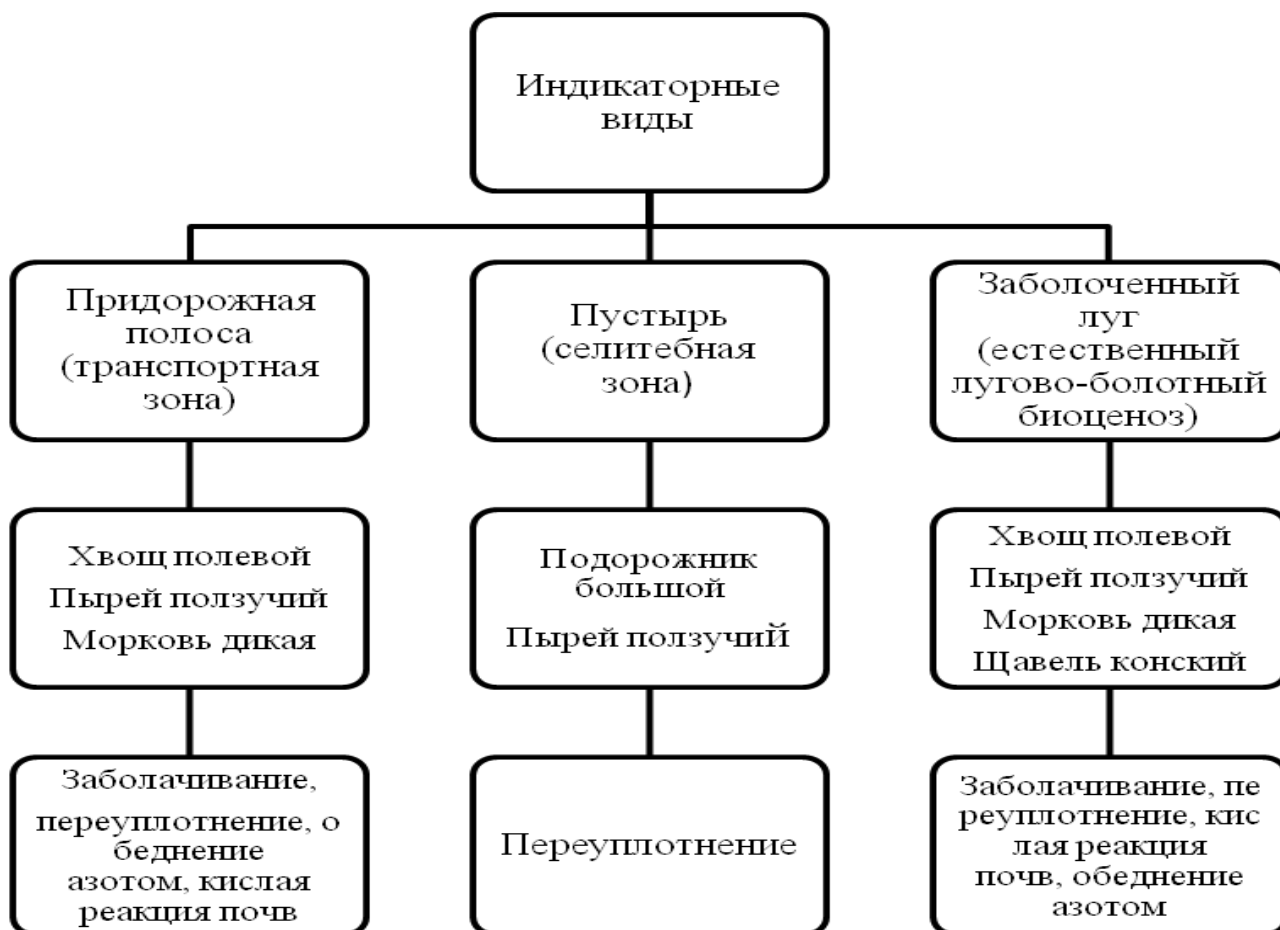 Индикаторные
виды
Придорожная
полоса
(транспортная
зона)
Пустырь
(селитебная
зона)
Заболоченный
луг
(естественный
лугово-болотный
биоценоз)
Хвощ полевой
Пырей ползучий
Морковь дикая
Подорожник
большой
Пырей ползучиЙ
Хвощ полевой
Пырей ползучий
Морковь дикая
Щавель конский
Заболачивание,
переуплотнение, о
беднение
азотом, кислая
реакция почв
Переуплотнение
Заболачивание, пе
реуплотнение, кис
лая реакция
почв, обеднение
азотом